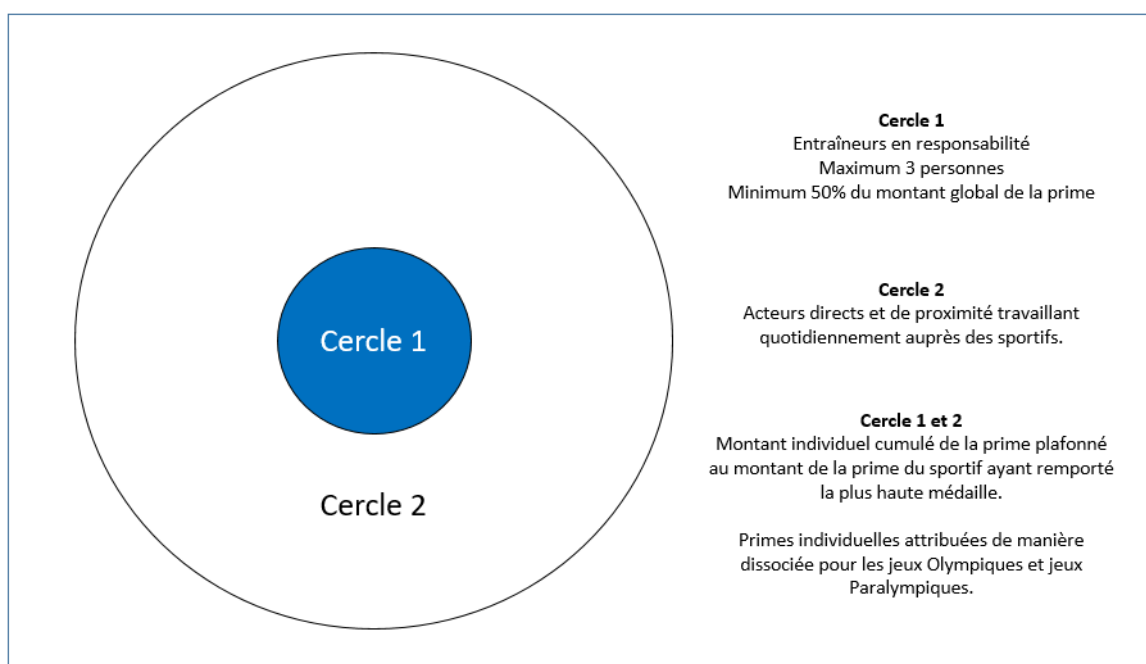 Cercle 1
Cercle 2
Cercle 1
Entraîneurs en responsabilité
Maximum 3 personnes
Minimum 50% du montant global de la prime
Cercle 2
Acteurs directs et de proximité travaillant
quotidiennement auprès des sportifs.
Cercle 1 et 2
Montant individuel cumulé de la prime plafonné
au montant de la prime du sportif ayant remporté
la plus haute médaille.
Primes individuelles attribuées de manière
dissociée pour les jeux Olympiques et jeux
Paralympiques.